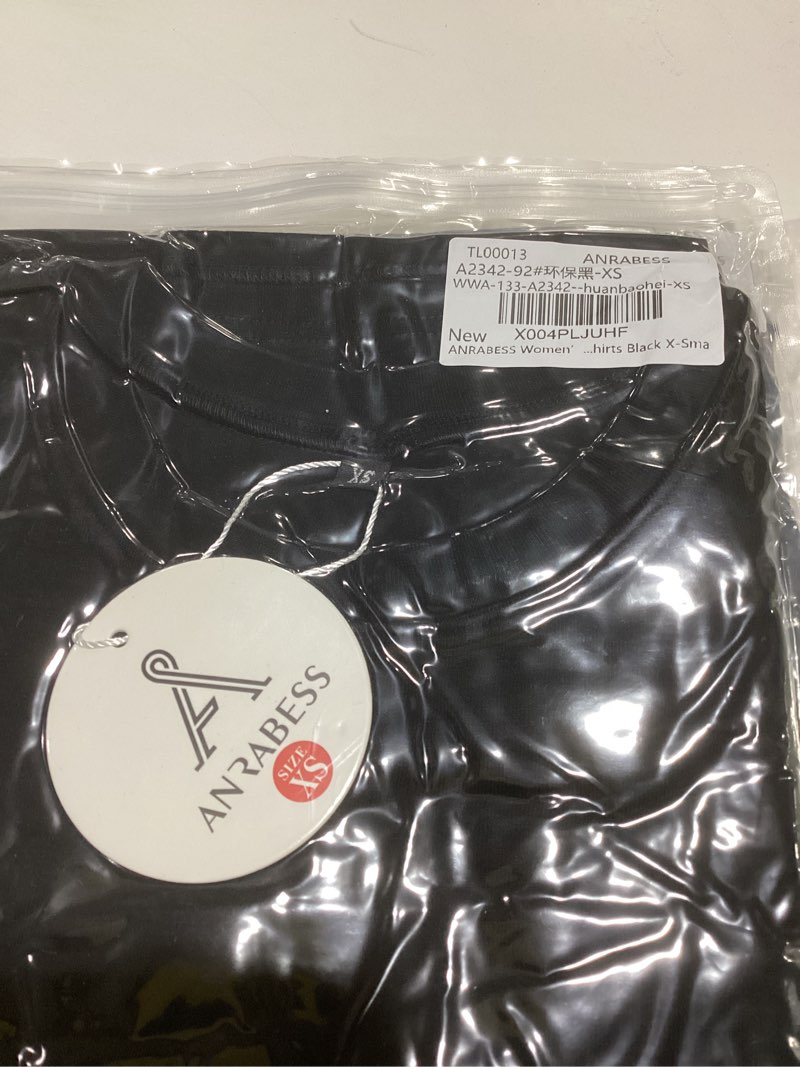 TL00013 ANRABESS
A2342-92#环保黑-XS
WWA-133-A2342--huanbaohei-xs
New X004PLJUHF
ANRABESS Women’ ...hirts Black X-Sma
XS
A
ANRABESS
SIZE
XS